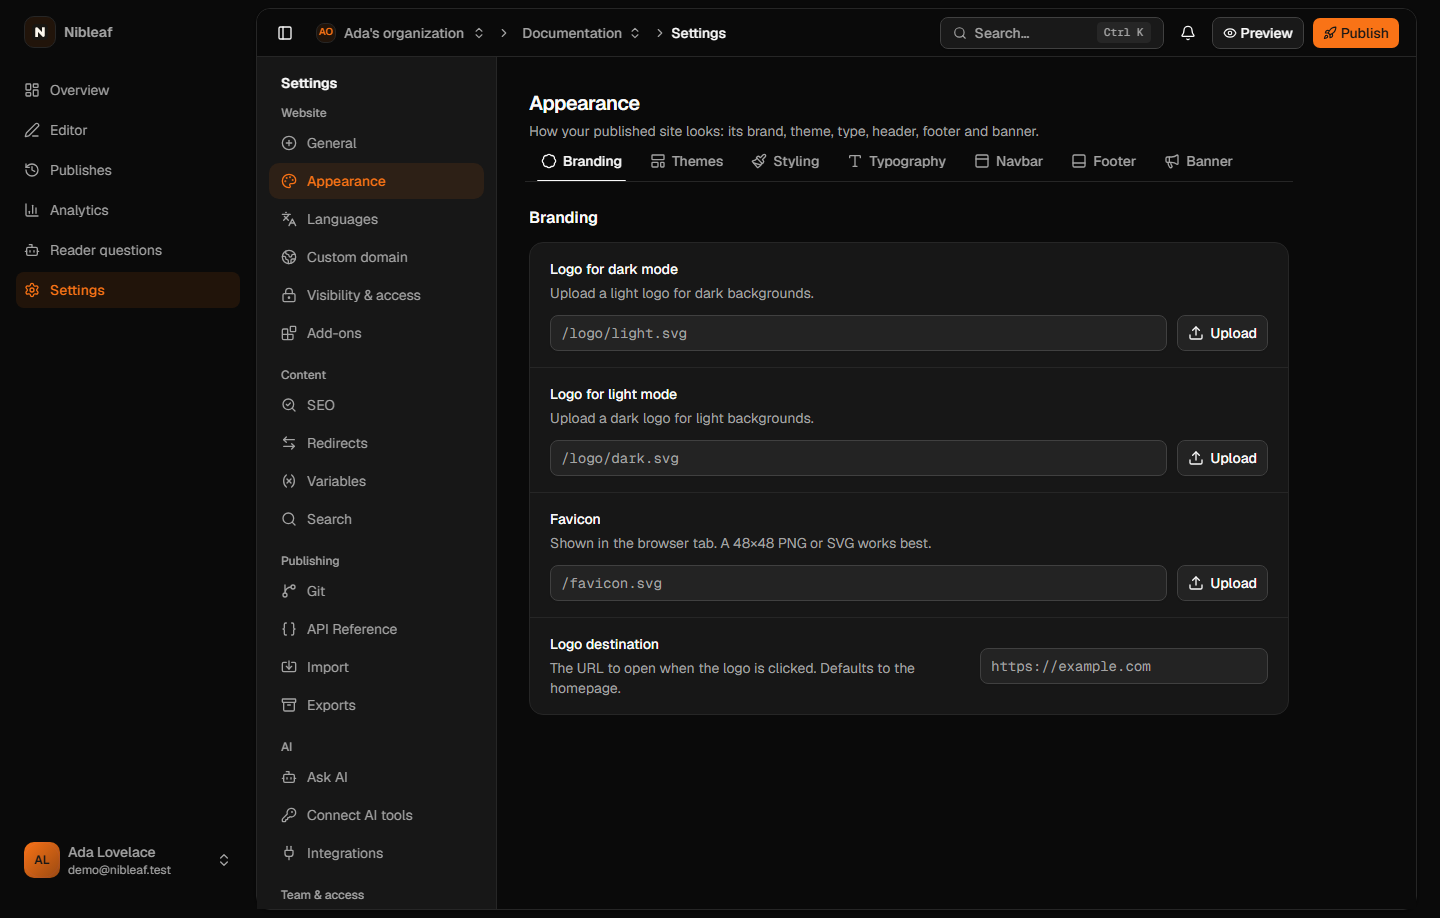 N Nibleaf
Overview
Editor
Publishes
Analytics
Reader questions
Settings
AL
Ada Lovelace
demo@nibleaf.test
AO Ada's organization
Documentation
Settings
Search...
Ctrl K
Preview
Publish
Settings
Website
General
Appearance
Languages
Custom domain
Visibility & access
Add-ons
Content
SEO
Redirects
Variables
Search
Publishing
Git
API Reference
Import
Exports
AI
Ask AI
Connect AI tools
Integrations
Team & access
Appearance
How your published site looks: its brand, theme, type, header, footer and banner.
Branding Themes Styling Typography Navbar Footer Banner
Branding
Logo for dark mode
Upload a light logo for dark backgrounds.
/logo/light.svg Upload
Logo for light mode
Upload a dark logo for light backgrounds.
/logo/dark.svg Upload
Favicon
Shown in the browser tab. A 48×48 PNG or SVG works best.
/favicon.svg Upload
Logo destination
The URL to open when the logo is clicked. Defaults to the
homepage.
https://example.com